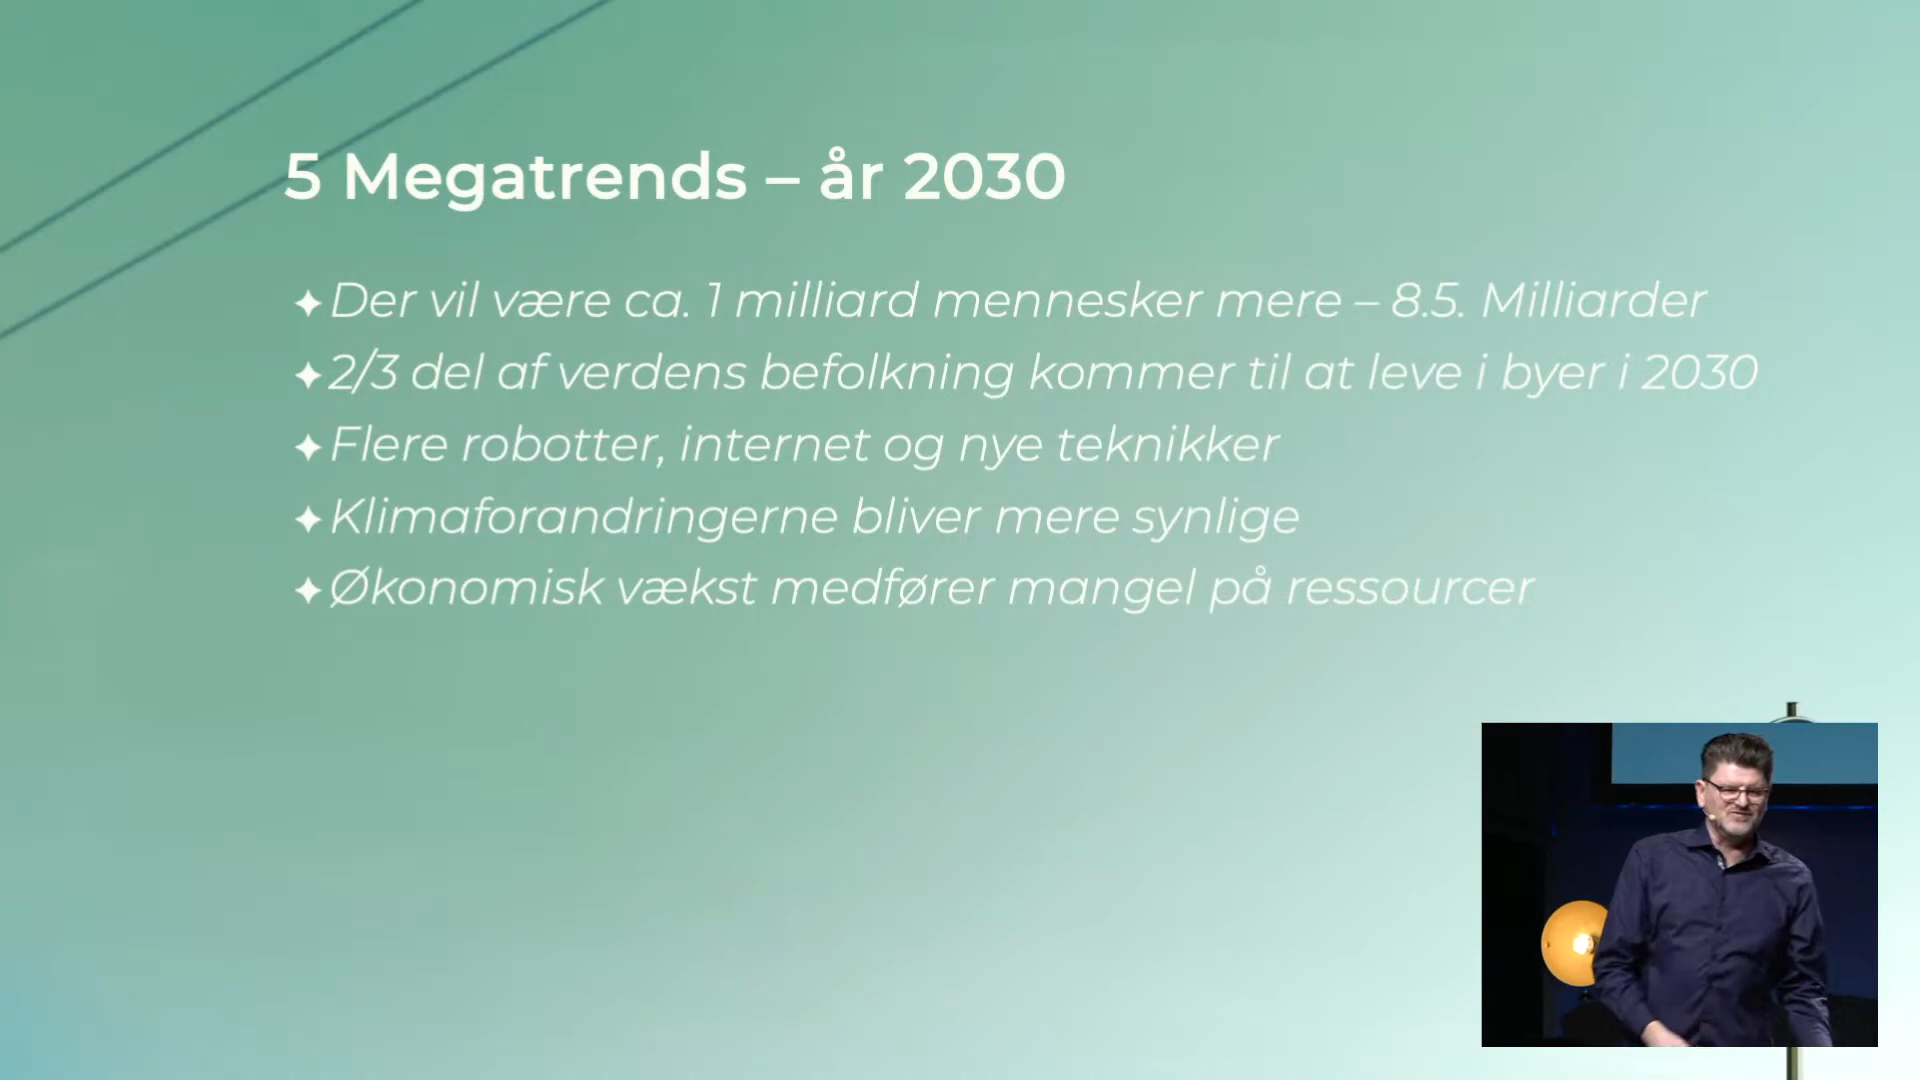 5 Megatrends – år 2030
✦Der vil være ca. 1 milliard mennesker mere – 8.5. Milliarder
✦2/3 del af verdens befolkning kommer til at leve i byer i 2030
✦Flere robotter, internet og nye teknikker
✦Klimaforandringerne bliver mere synlige
✦Økonomisk vækst medfører mangel på ressourcer